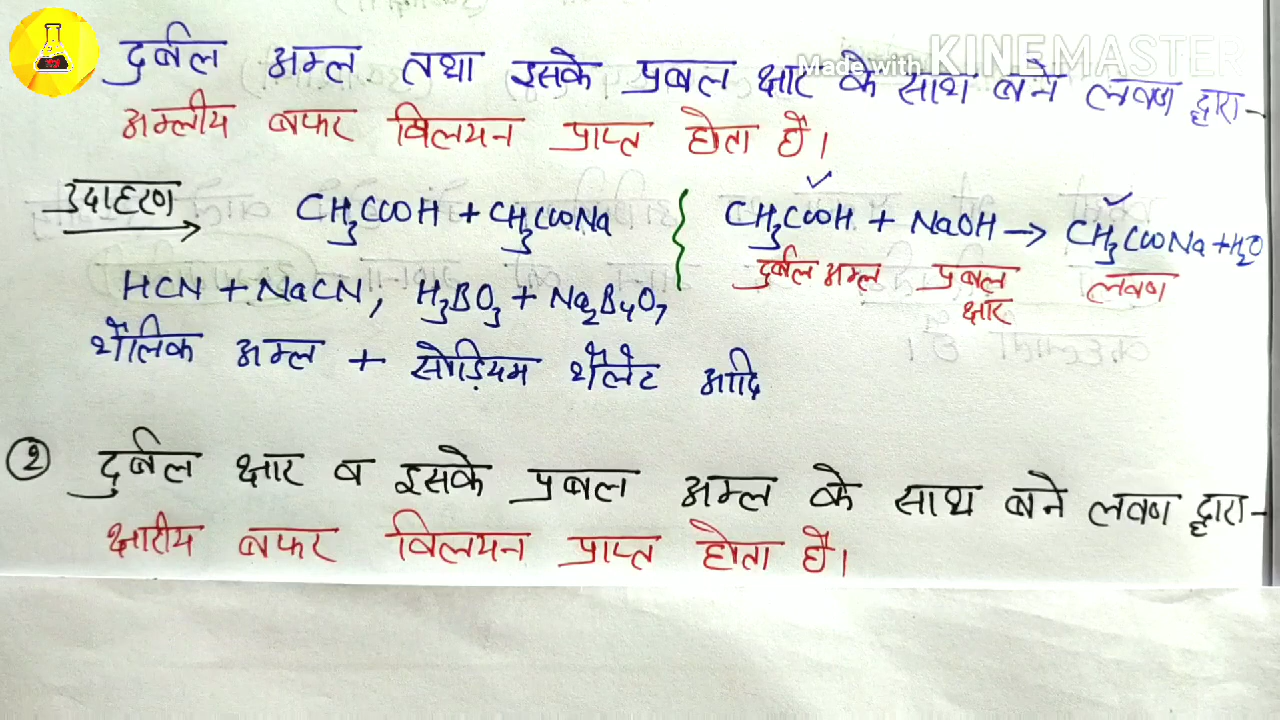 Made with KINEMASTER
दुर्बल अम्ल तथा इसके प्रबल क्षार के साथ बने लवण द्वारा-
अम्लीय बफर विलयन प्राप्त होता है।
उदाहरण CH₃COOH + CH₃COONa
HCN + NaCN, H₃BO₃ + Na₂B₄O₇
थैलिक अम्ल + सोड़ियम थैलेट आदि
CH₃COOH + NaOH → CH₃COONa + H₂O
दुर्बल अम्ल प्रबल क्षार लवण
② दुर्बल क्षार व इसके प्रबल अम्ल के साथ बने लवण द्वारा-
क्षारीय बफर विलयन प्राप्त होता है।